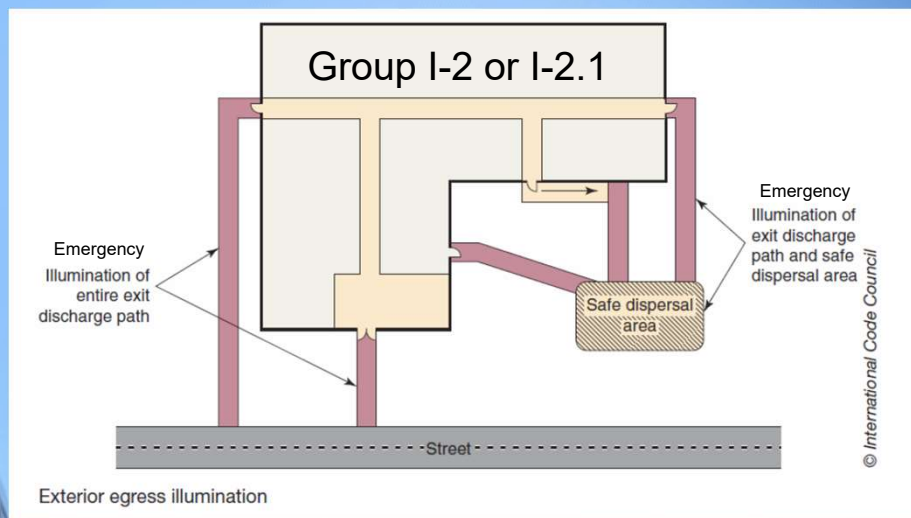 Group I-2 or I-2.1
Emergency
Illumination of
entire exit
discharge path
Emergency
Illumination of
exit discharge
path and safe
dispersal area
Safe dispersal
area
© International Code Council
Street
Exterior egress illumination